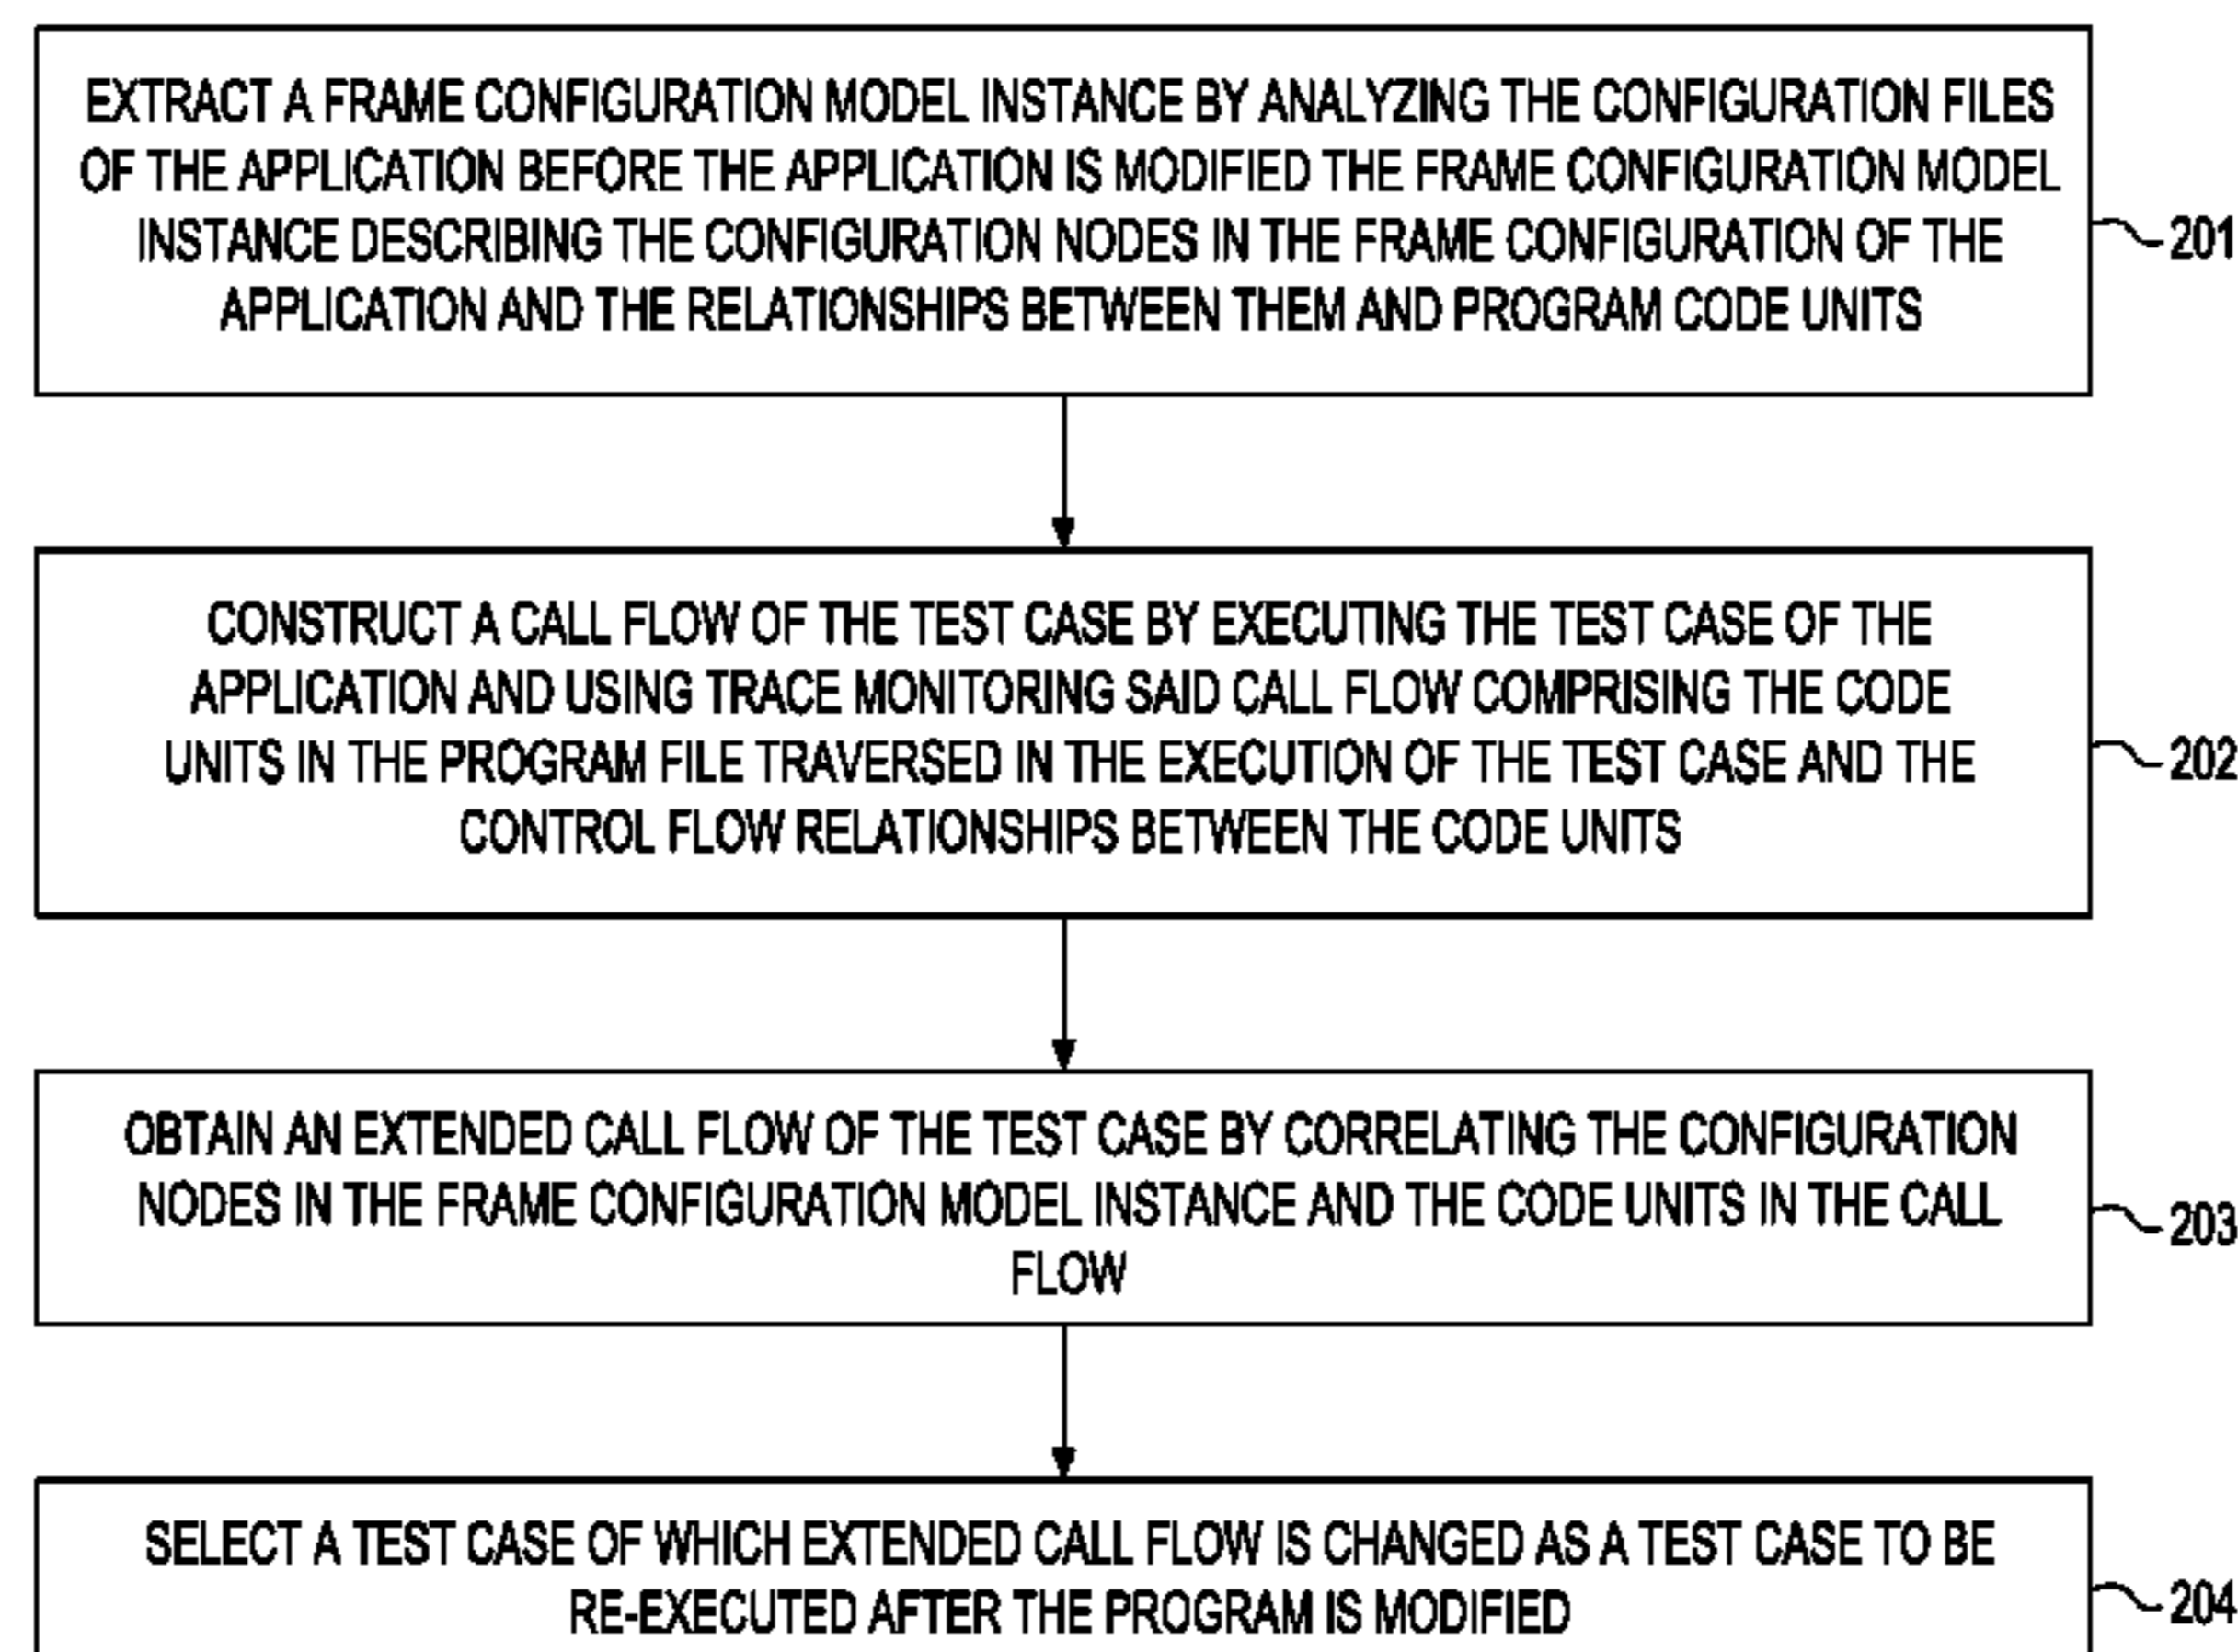 EXTRACT A FRAME CONFIGURATION MODEL INSTANCE BY ANALYZING THE CONFIGURATION FILES
OF THE APPLICATION BEFORE THE APPLICATION IS MODIFIED THE FRAME CONFIGURATION MODEL
INSTANCE DESCRIBING THE CONFIGURATION NODES IN THE FRAME CONFIGURATION OF THE
APPLICATION AND THE RELATIONSHIPS BETWEEN THEM AND PROGRAM CODE UNITS
201
CONSTRUCT A CALL FLOW OF THE TEST CASE BY EXECUTING THE TEST CASE OF THE
APPLICATION AND USING TRACE MONITORING SAID CALL FLOW COMPRISING THE CODE
UNITS IN THE PROGRAM FILE TRAVERSED IN THE EXECUTION OF THE TEST CASE AND THE
CONTROL FLOW RELATIONSHIPS BETWEEN THE CODE UNITS
202
OBTAIN AN EXTENDED CALL FLOW OF THE TEST CASE BY CORRELATING THE CONFIGURATION
NODES IN THE FRAME CONFIGURATION MODEL INSTANCE AND THE CODE UNITS IN THE CALL
FLOW
203
SELECT A TEST CASE OF WHICH EXTENDED CALL FLOW IS CHANGED AS A TEST CASE TO BE
RE-EXECUTED AFTER THE PROGRAM IS MODIFIED
204